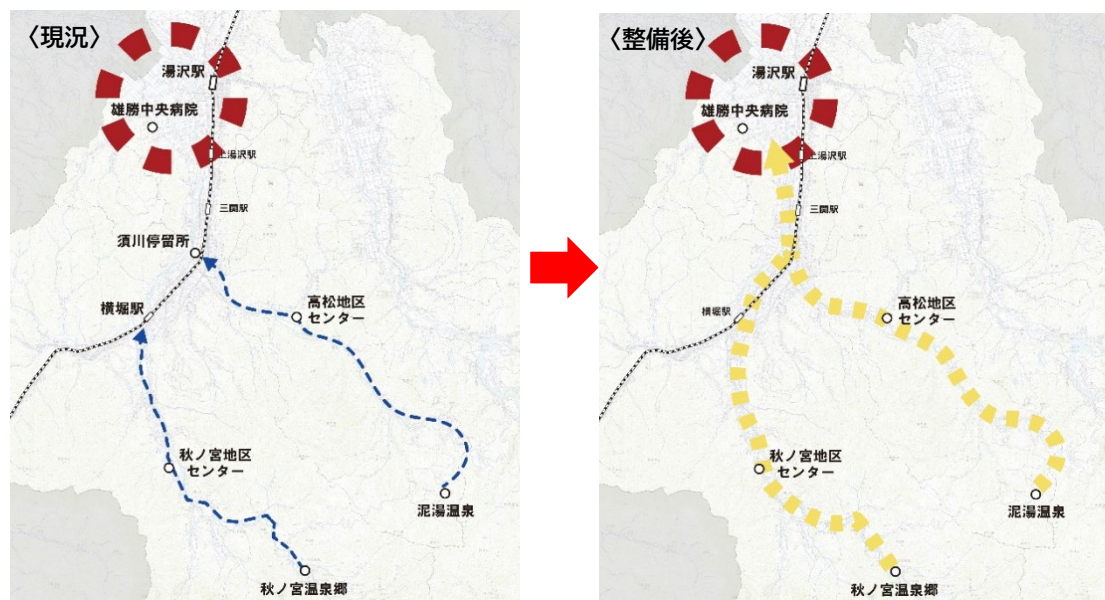 〈現況〉
湯沢駅
雄勝中央病院
上湯沢駅
三関駅
須川停留所
横堀駅
高松地区
センター
秋ノ宮地区
センター
泥湯温泉
秋ノ宮温泉郷
〈整備後〉
湯沢駅
雄勝中央病院
上湯沢駅
三関駅
横堀駅
高松地区
センター
秋ノ宮地区
センター
泥湯温泉
秋ノ宮温泉郷